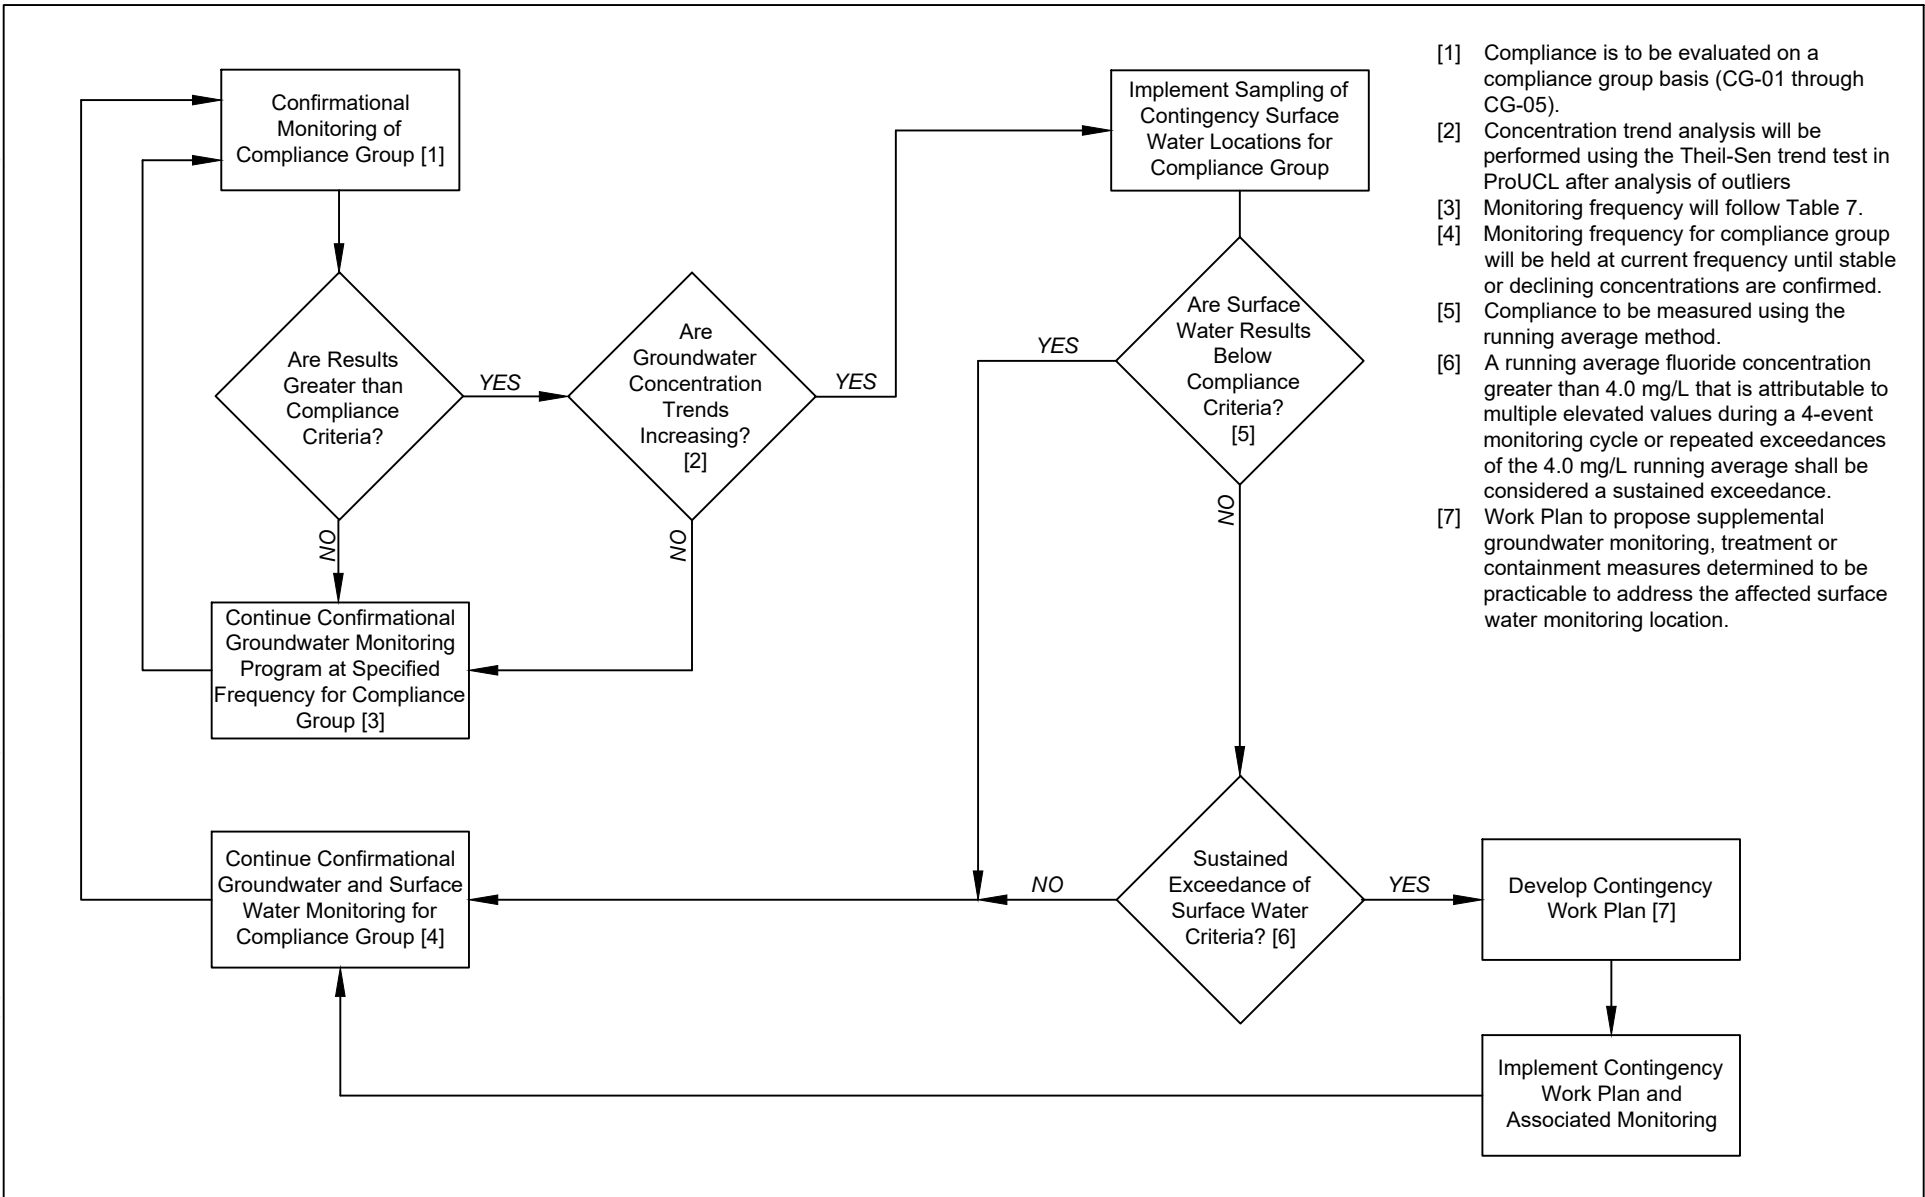 Confirmational
Monitoring of
Compliance Group [1]
Are Results
Greater than
Compliance
Criteria?
YES
NO
Are
Groundwater
Concentration
Trends
Increasing?
[2]
YES
NO
Continue Confirmational
Groundwater Monitoring
Program at Specified
Frequency for Compliance
Group [3]
Implement Sampling of
Contingency Surface
Water Locations for
Compliance Group
Are Surface
Water Results
Below
Compliance
Criteria?
[5]
YES
NO
Sustained
Exceedance of
Surface Water
Criteria? [6]
NO
YES
Continue Confirmational
Groundwater and Surface
Water Monitoring for
Compliance Group [4]
Develop Contingency
Work Plan [7]
Implement Contingency
Work Plan and
Associated Monitoring
[1] Compliance is to be evaluated on a
compliance group basis (CG-01 through
CG-05).
[2] Concentration trend analysis will be
performed using the Theil-Sen trend test in
ProUCL after analysis of outliers
[3] Monitoring frequency will follow Table 7.
[4] Monitoring frequency for compliance group
will be held at current frequency until stable
or declining concentrations are confirmed.
[5] Compliance to be measured using the
running average method.
[6] A running average fluoride concentration
greater than 4.0 mg/L that is attributable to
multiple elevated values during a 4-event
monitoring cycle or repeated exceedances
of the 4.0 mg/L running average shall be
considered a sustained exceedance.
[7] Work Plan to propose supplemental
groundwater monitoring, treatment or
containment measures determined to be
practicable to address the affected surface
water monitoring location.